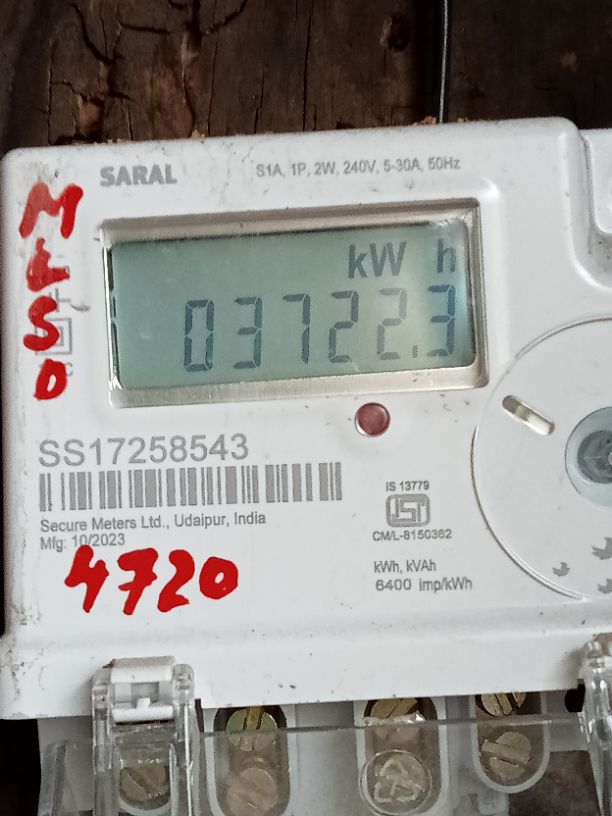 SARAL
S1A, 1P, 2W, 240V, 5-30A, 50Hz
kW h
03722.3
SS17258543
Secure Meters Ltd., Udaipur, India
Mfg: 10/2023
4720
IS 13779
CM/L-8150362
kWh, kVAh
6400 imp/kWh